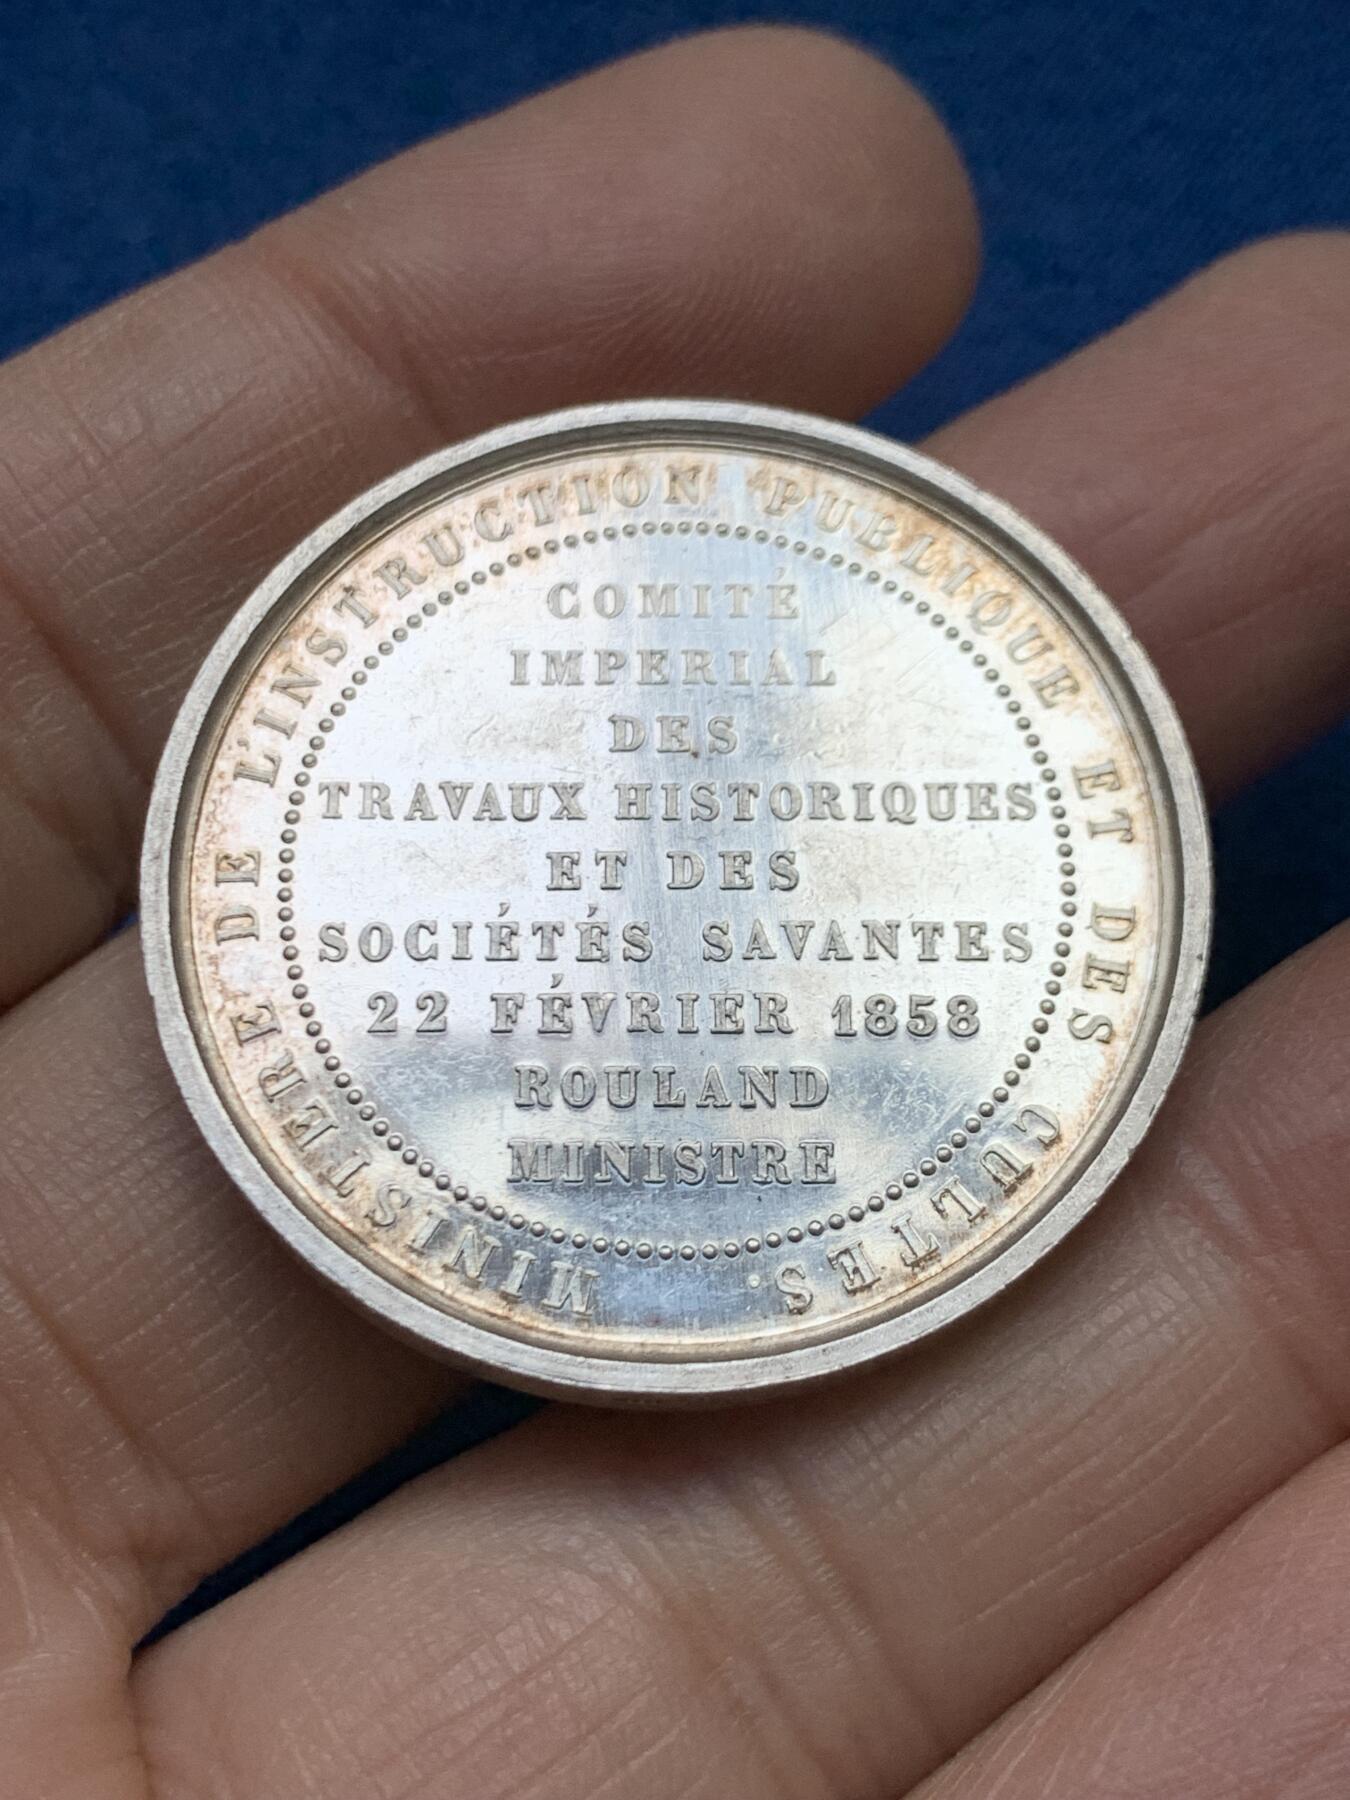 MINISTERE DE L'INSTRUCTION PUBLIQUE ET DES CULTES.
COMITÉ
IMPERIAL
DES
TRAVAUX HISTORIQUES
ET DES
SOCIÉTÉS SAVANTES
22 FÉVRIER 1858
ROULAND
MINISTRE